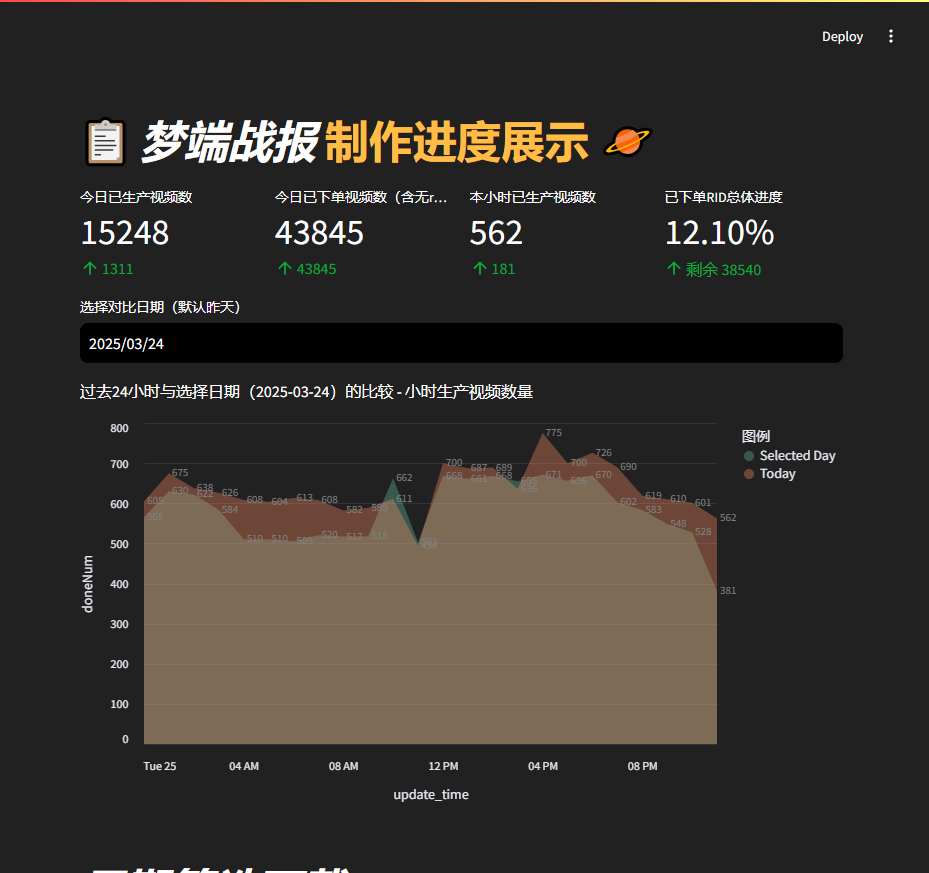 Deploy
梦端战报 制作进度展示
今日已生产视频数
15248
↑ 1311
今日已下单视频数（含无r...
43845
↑ 43845
本小时已生产视频数
562
↑ 181
已下单RID总体进度
12.10%
↑ 剩余 38540
选择对比日期（默认昨天）
2025/03/24
过去24小时与选择日期（2025-03-24）的比较 - 小时生产视频数量
图例
Selected Day
Today
doneNum
800
700
600
500
400
300
200
100
0
675 638 626 608 604 613 608 582 585 611
605 630 622 584 510 510 505 520 517 518 662
565
700 687 689 775 700 726 690 619 610 601 562
668 661 668 671 656 670 602 583 548 528 381
Tue 25 04 AM 08 AM 12 PM 04 PM 08 PM
update_time